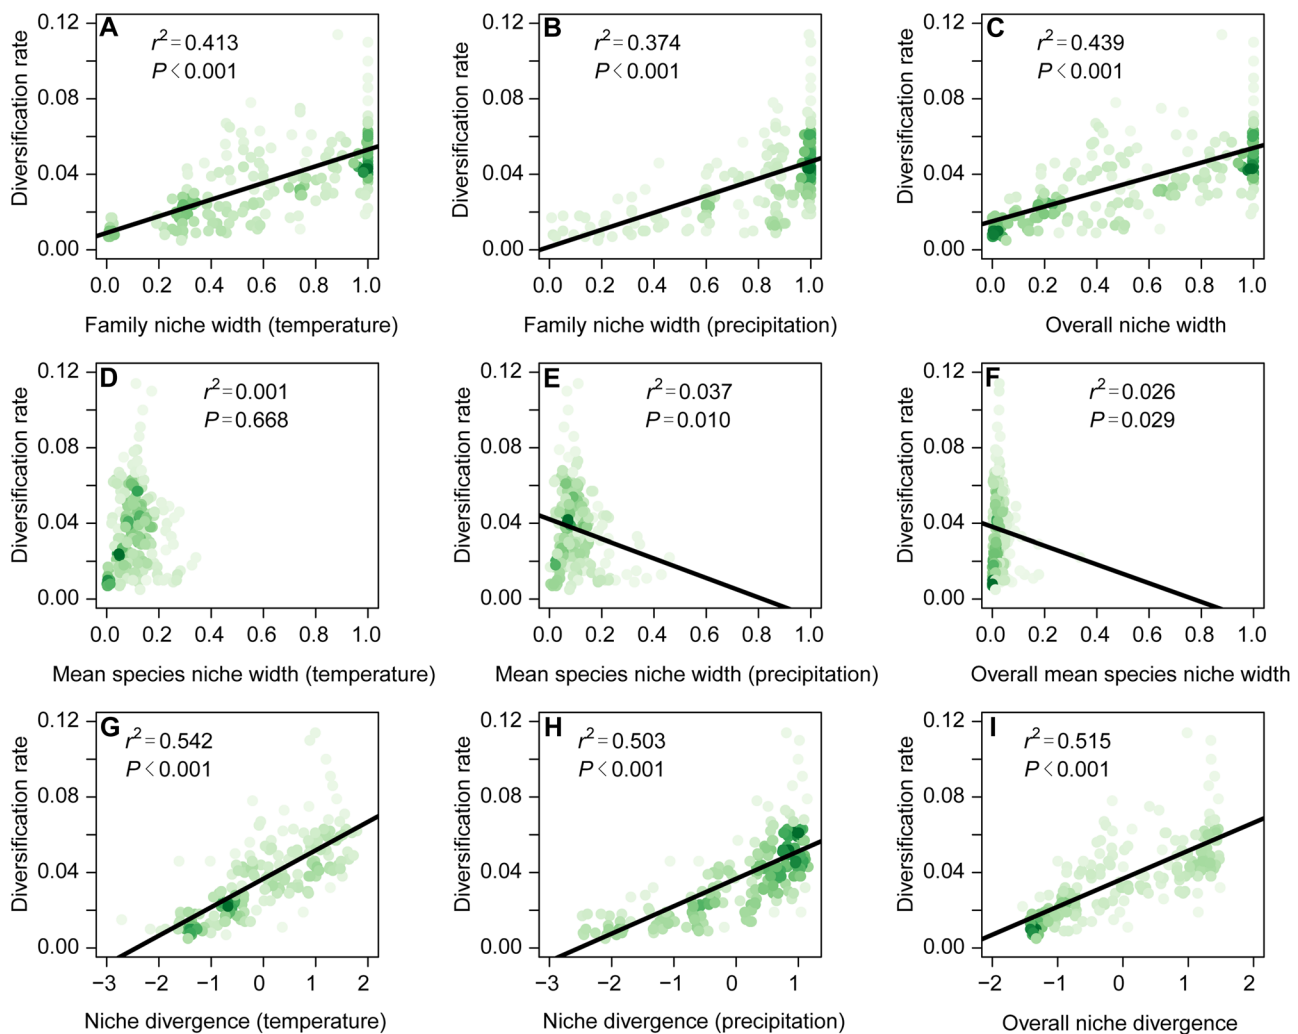 A
r² = 0.413
P < 0.001
Diversification rate
0.12
0.08
0.04
0.00
0.0 0.2 0.4 0.6 0.8 1.0
Family niche width (temperature)
B
r² = 0.374
P < 0.001
Diversification rate
0.12
0.08
0.04
0.00
0.0 0.2 0.4 0.6 0.8 1.0
Family niche width (precipitation)
C
r² = 0.439
P < 0.001
Diversification rate
0.12
0.08
0.04
0.00
0.0 0.2 0.4 0.6 0.8 1.0
Overall niche width
D
r² = 0.001
P = 0.668
Diversification rate
0.12
0.08
0.04
0.00
0.0 0.2 0.4 0.6 0.8 1.0
Mean species niche width (temperature)
E
r² = 0.037
P = 0.010
Diversification rate
0.12
0.08
0.04
0.00
0.0 0.2 0.4 0.6 0.8 1.0
Mean species niche width (precipitation)
F
r² = 0.026
P = 0.029
Diversification rate
0.12
0.08
0.04
0.00
0.0 0.2 0.4 0.6 0.8 1.0
Overall mean species niche width
G
r² = 0.542
P < 0.001
Diversification rate
0.12
0.08
0.04
0.00
−3 −2 −1 0 1 2
Niche divergence (temperature)
H
r² = 0.503
P < 0.001
Diversification rate
0.12
0.08
0.04
0.00
−3 −2 −1 0 1
Niche divergence (precipitation)
I
r² = 0.515
P < 0.001
Diversification rate
0.12
0.08
0.04
0.00
−2 −1 0 1 2
Overall niche divergence